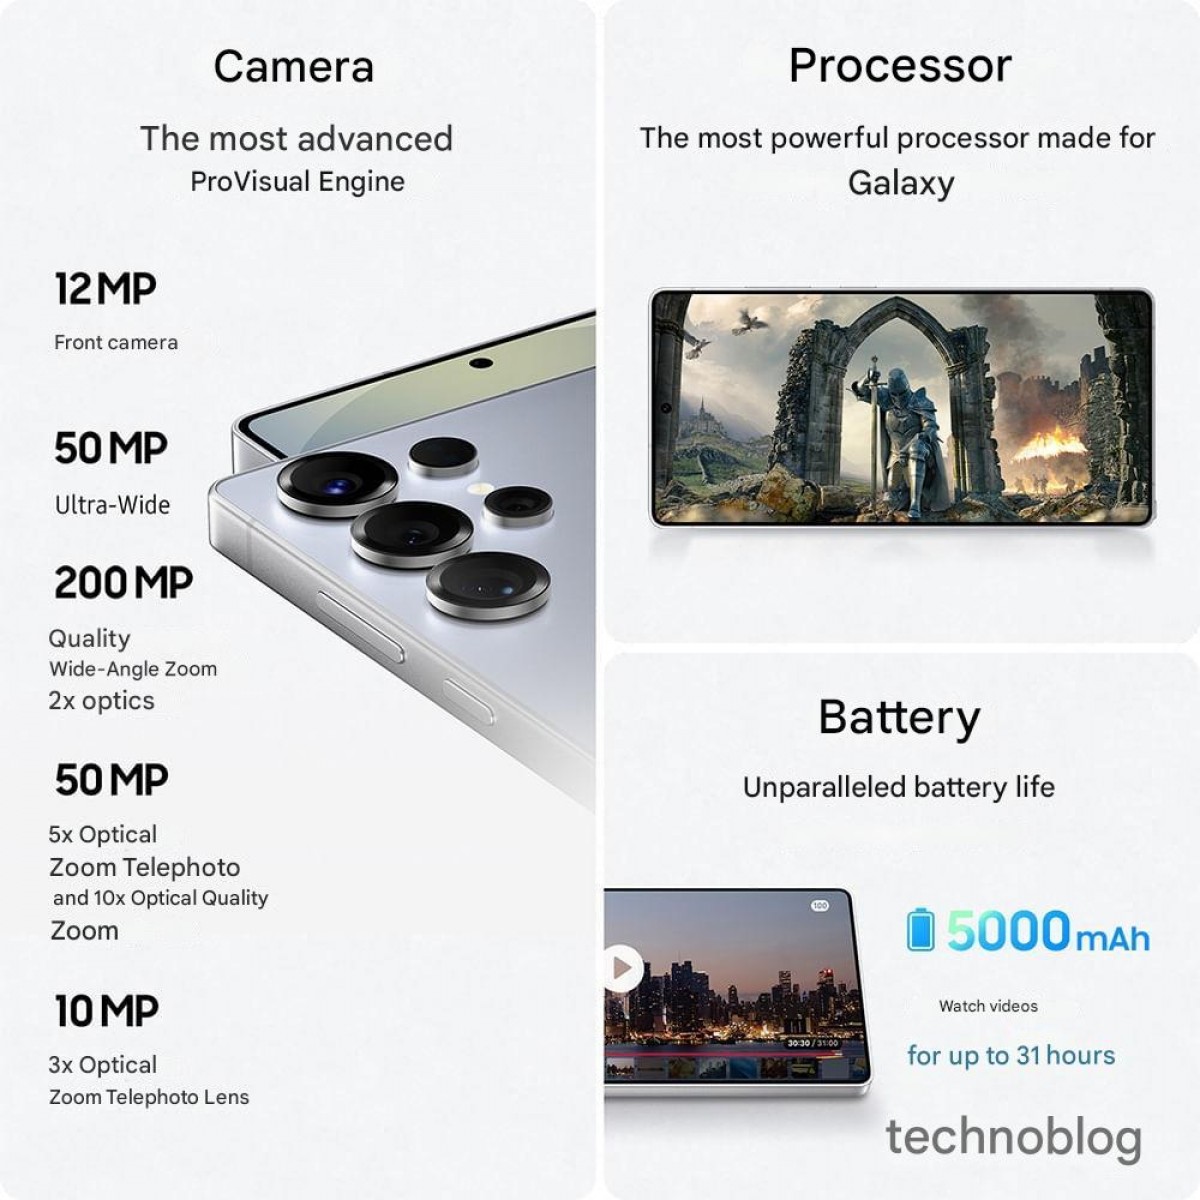 Camera
The most advanced
ProVisual Engine
12 MP
Front camera
50 MP
Ultra-Wide
200 MP
Quality
Wide-Angle Zoom
2x optics
50 MP
5x Optical
Zoom Telephoto
and 10x Optical Quality
Zoom
10 MP
3x Optical
Zoom Telephoto Lens
Processor
The most powerful processor made for
Galaxy
Battery
Unparalleled battery life
100
30:30 / 31:00
5000 mAh
Watch videos
for up to 31 hours
technoblog